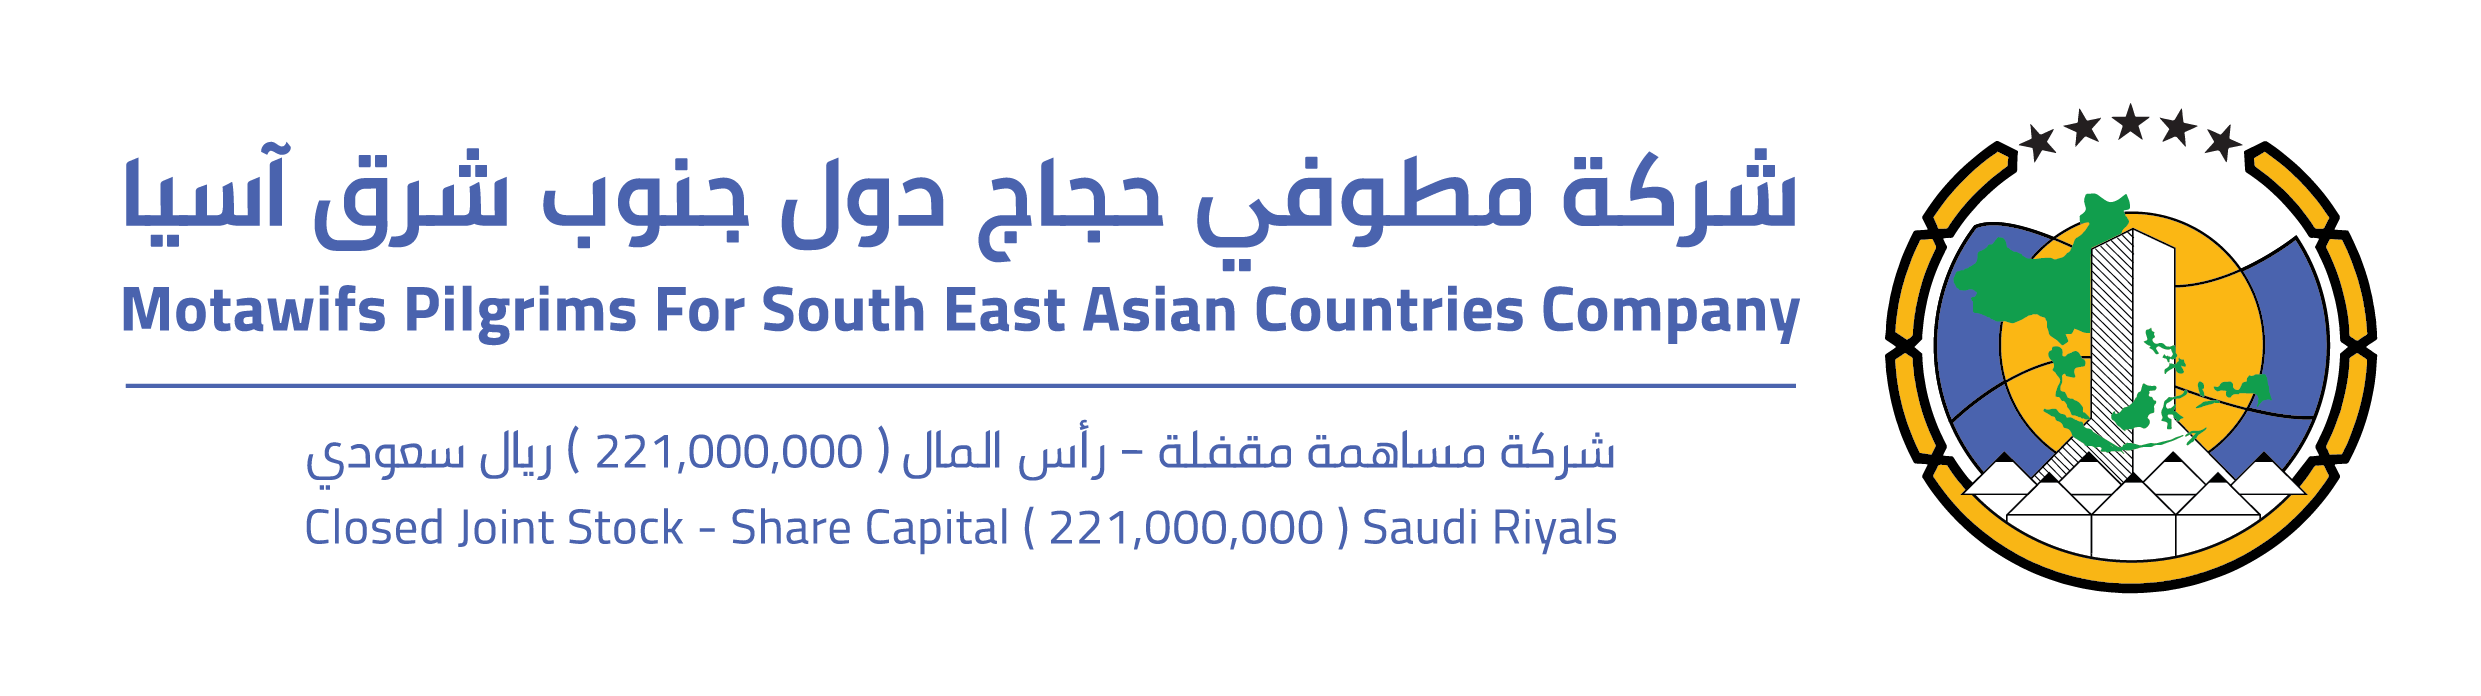 شركة مطوفي حجاج دول جنوب شرق آسيا
Motawifs Pilgrims For South East Asian Countries Company
شركة مساهمة مقفلة – رأس المال ( 221,000,000 ) ريال سعودي
Closed Joint Stock - Share Capital ( 221,000,000 ) Saudi Riyals